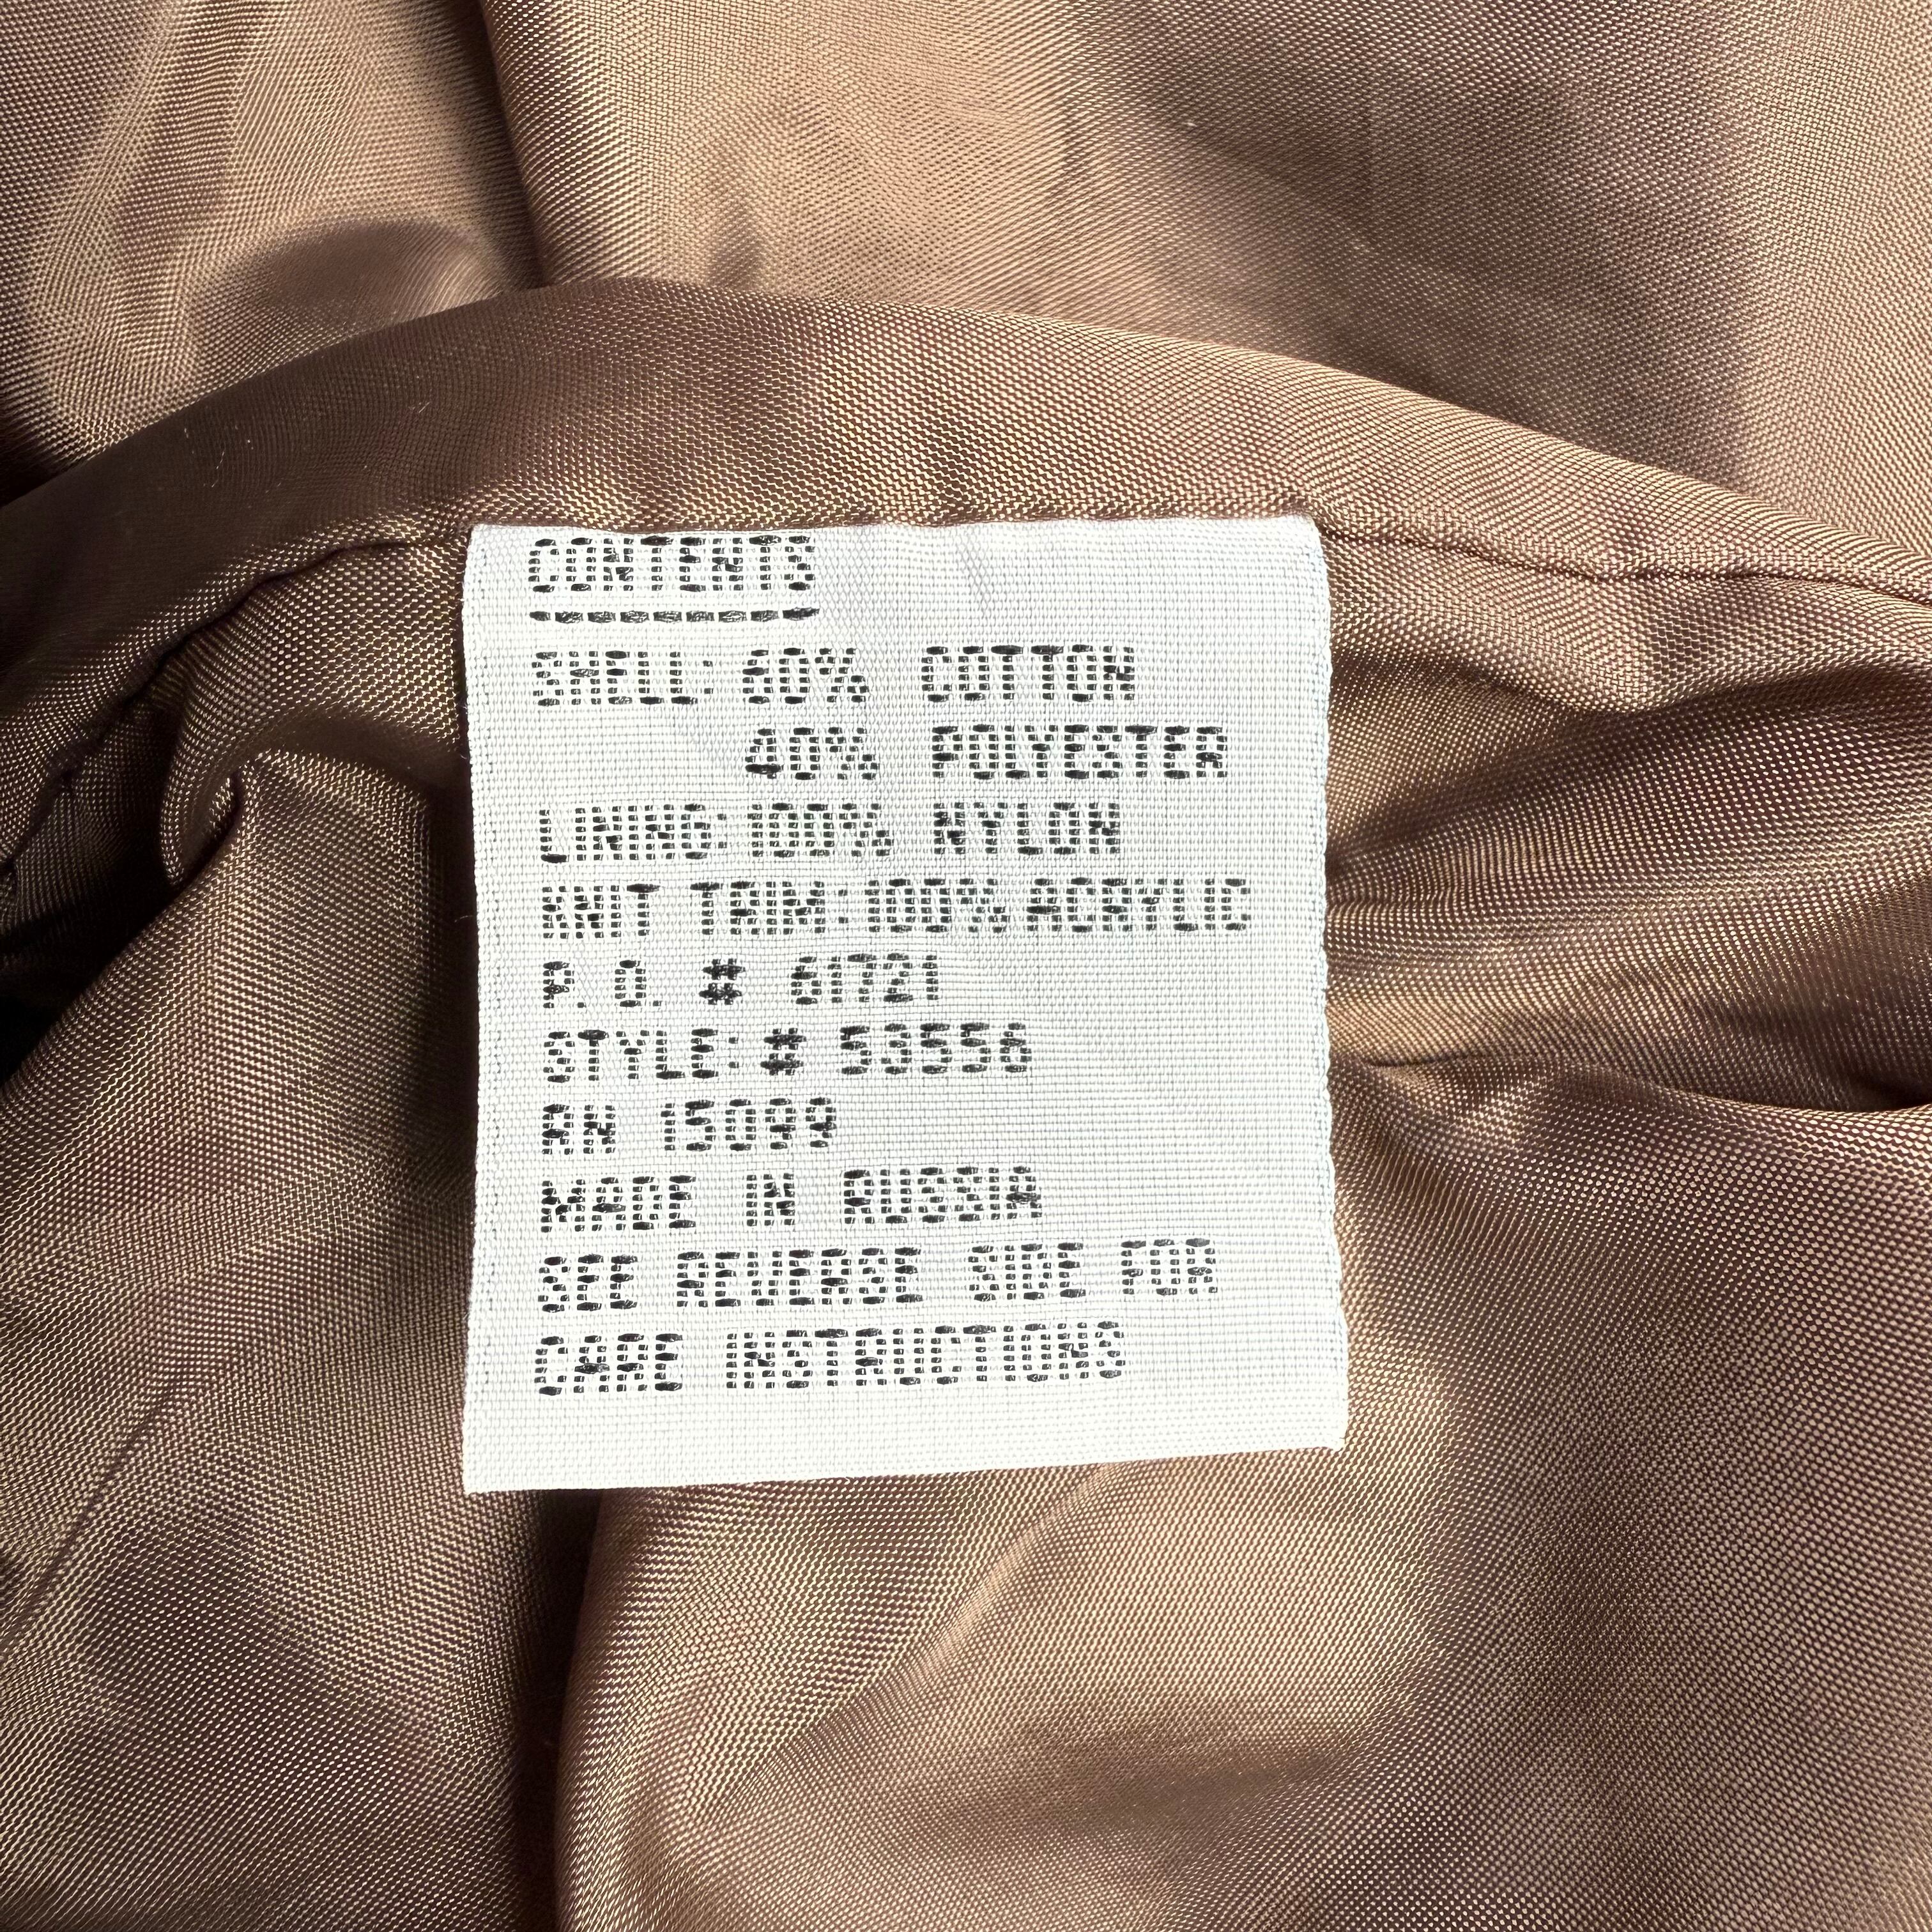 CONTENTS
SHELL: 60% COTTON
40% POLYESTER
LINING: 100% NYLON
KNIT TRIM: 100% ACRYLIC
P. O. # 61721
STYLE: # 53556
RN 15099
MADE IN RUSSIA
SEE REVERSE SIDE FOR
CARE INSTRUCTIONS